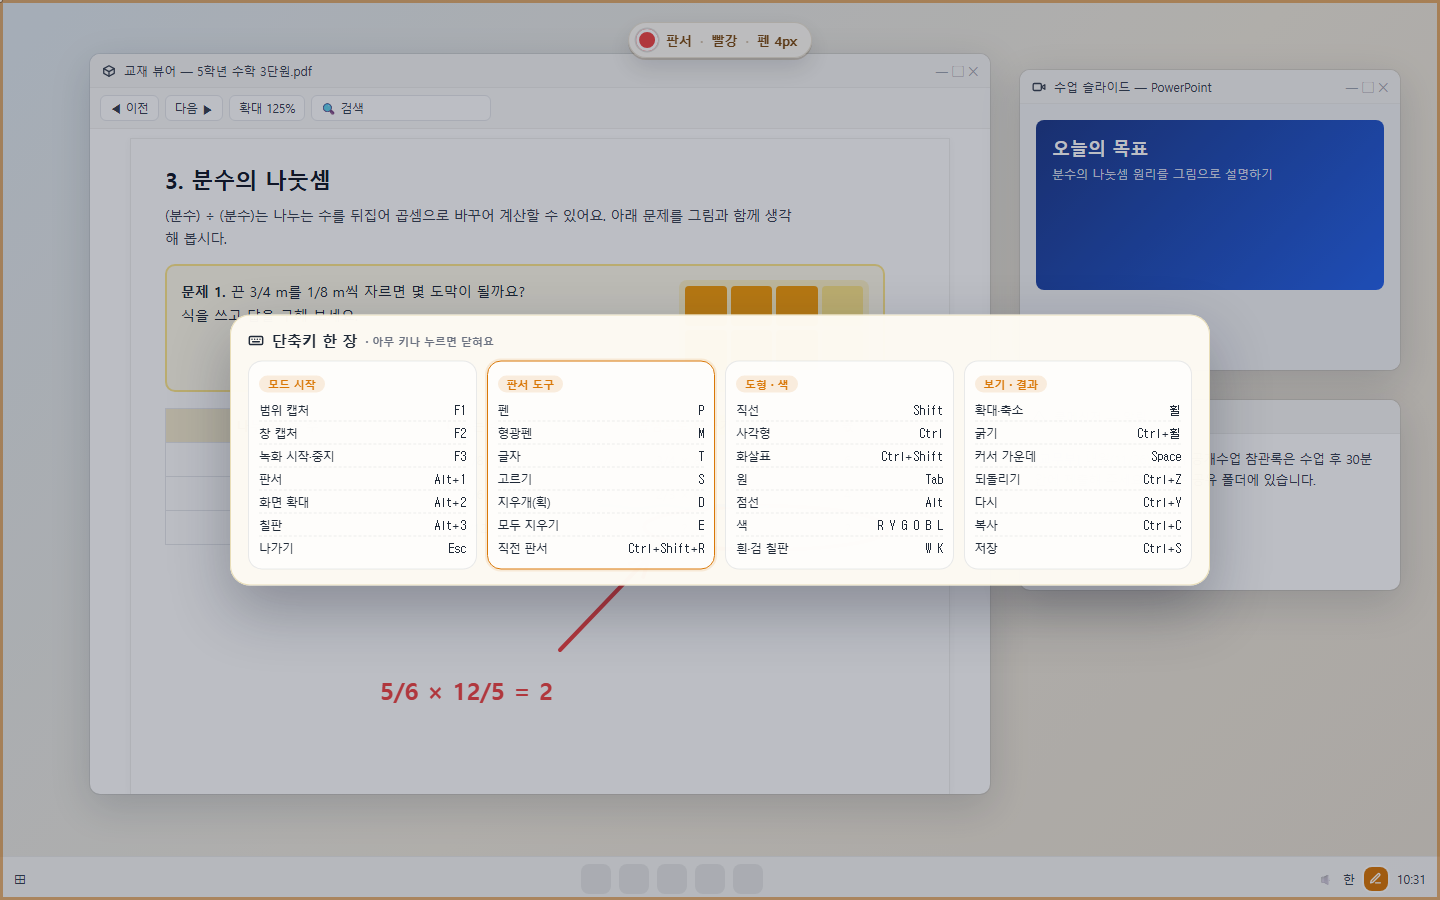 판서 · 빨강 · 펜 4px
교재 뷰어 — 5학년 수학 3단원.pdf
◀ 이전 다음 ▶ 확대 125% 검색
3. 분수의 나눗셈
(분수) ÷ (분수)는 나누는 수를 뒤집어 곱셈으로 바꾸어 계산할 수 있어요. 아래 문제를 그림과 함께 생각
해 봅시다.
문제 1. 끈 3/4 m를 1/8 m씩 자르면 몇 도막이 될까요?
식을 쓰고
수업 슬라이드 — PowerPoint
오늘의 목표
분수의 나눗셈 원리를 그림으로 설명하기
단축키 한 장 · 아무 키나 누르면 닫혀요
모드 시작
범위 캡처 F1
창 캡처 F2
녹화 시작·중지 F3
판서 Alt+1
화면 확대 Alt+2
칠판 Alt+3
나가기 Esc
판서 도구
펜 P
형광펜 M
글자 T
고르기 S
지우개(획) D
모두 지우기 E
직전 판서 Ctrl+Shift+R
도형 · 색
직선 Shift
사각형 Ctrl
화살표 Ctrl+Shift
원 Tab
점선 Alt
색 R Y G O B L
흰·검 칠판 W K
보기 · 결과
확대·축소 휠
굵기 Ctrl+휠
커서 가운데 Space
되돌리기 Ctrl+Z
다시 Ctrl+Y
복사 Ctrl+C
저장 Ctrl+S
참관록은 수업 후 30분
폴더에 있습니다.
5/6 × 12/5 = 2
한 10:31